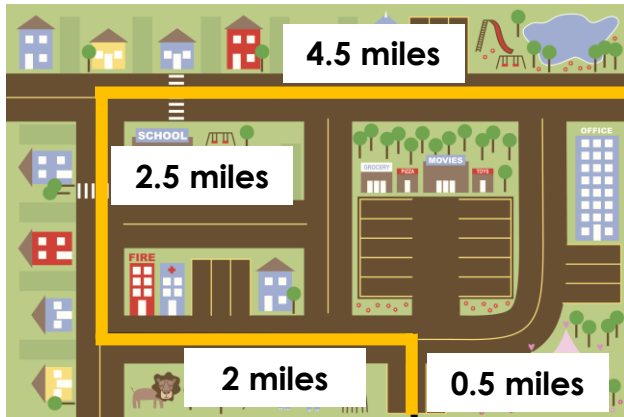 4.5 miles
SCHOOL
OFFICE
2.5 miles
GROCERY
PIZZA
MOVIES
TOYS
FIRE
2 miles
0.5 miles